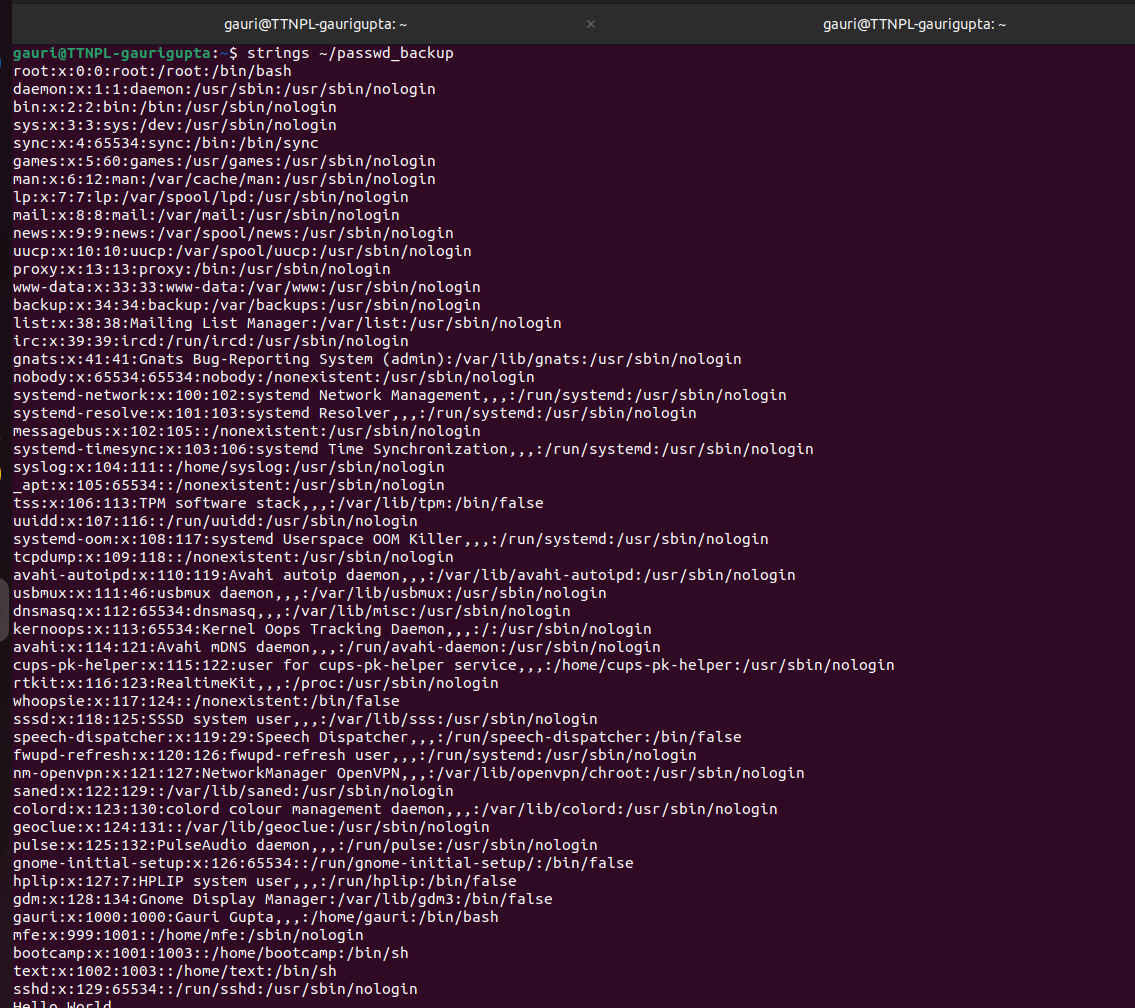 gauri@TTNPL-gaurigupta: ~
×
gauri@TTNPL-gaurigupta: ~
gauri@TTNPL-gaurigupta:~$ strings ~/passwd_backup
root:x:0:0:root:/root:/bin/bash
daemon:x:1:1:daemon:/usr/sbin:/usr/sbin/nologin
bin:x:2:2:bin:/bin:/usr/sbin/nologin
sys:x:3:3:sys:/dev:/usr/sbin/nologin
sync:x:4:65534:sync:/bin:/bin/sync
games:x:5:60:games:/usr/games:/usr/sbin/nologin
man:x:6:12:man:/var/cache/man:/usr/sbin/nologin
lp:x:7:7:lp:/var/spool/lpd:/usr/sbin/nologin
mail:x:8:8:mail:/var/mail:/usr/sbin/nologin
news:x:9:9:news:/var/spool/news:/usr/sbin/nologin
uucp:x:10:10:uucp:/var/spool/uucp:/usr/sbin/nologin
proxy:x:13:13:proxy:/bin:/usr/sbin/nologin
www-data:x:33:33:www-data:/var/www:/usr/sbin/nologin
backup:x:34:34:backup:/var/backups:/usr/sbin/nologin
list:x:38:38:Mailing List Manager:/var/list:/usr/sbin/nologin
irc:x:39:39:ircd:/run/ircd:/usr/sbin/nologin
gnats:x:41:41:Gnats Bug-Reporting System (admin):/var/lib/gnats:/usr/sbin/nologin
nobody:x:65534:65534:nobody:/nonexistent:/usr/sbin/nologin
systemd-network:x:100:102:systemd Network Management,,,:/run/systemd:/usr/sbin/nologin
systemd-resolve:x:101:103:systemd Resolver,,,:/run/systemd:/usr/sbin/nologin
messagebus:x:102:105::/nonexistent:/usr/sbin/nologin
systemd-timesync:x:103:106:systemd Time Synchronization,,,:/run/systemd:/usr/sbin/nologin
syslog:x:104:111::/home/syslog:/usr/sbin/nologin
_apt:x:105:65534::/nonexistent:/usr/sbin/nologin
tss:x:106:113:TPM software stack,,,:/var/lib/tpm:/bin/false
uuidd:x:107:116::/run/uuidd:/usr/sbin/nologin
systemd-oom:x:108:117:systemd Userspace OOM Killer,,,:/run/systemd:/usr/sbin/nologin
tcpdump:x:109:118::/nonexistent:/usr/sbin/nologin
avahi-autoipd:x:110:119:Avahi autoip daemon,,,:/var/lib/avahi-autoipd:/usr/sbin/nologin
usbmux:x:111:46:usbmux daemon,,,:/var/lib/usbmux:/usr/sbin/nologin
dnsmasq:x:112:65534:dnsmasq,,,:/var/lib/misc:/usr/sbin/nologin
kernoops:x:113:65534:Kernel Oops Tracking Daemon,,,:/:/usr/sbin/nologin
avahi:x:114:121:Avahi mDNS daemon,,,:/run/avahi-daemon:/usr/sbin/nologin
cups-pk-helper:x:115:122:user for cups-pk-helper service,,,:/home/cups-pk-helper:/usr/sbin/nologin
rtkit:x:116:123:RealtimeKit,,,:/proc:/usr/sbin/nologin
whoopsie:x:117:124::/nonexistent:/bin/false
sssd:x:118:125:SSSD system user,,,:/var/lib/sss:/usr/sbin/nologin
speech-dispatcher:x:119:29:Speech Dispatcher,,,:/run/speech-dispatcher:/bin/false
fwupd-refresh:x:120:126:fwupd-refresh user,,,:/run/systemd:/usr/sbin/nologin
nm-openvpn:x:121:127:NetworkManager OpenVPN,,,:/var/lib/openvpn/chroot:/usr/sbin/nologin
saned:x:122:129::/var/lib/saned:/usr/sbin/nologin
colord:x:123:130:colord colour management daemon,,,:/var/lib/colord:/usr/sbin/nologin
geoclue:x:124:131::/var/lib/geoclue:/usr/sbin/nologin
pulse:x:125:132:PulseAudio daemon,,,:/run/pulse:/usr/sbin/nologin
gnome-initial-setup:x:126:65534::/run/gnome-initial-setup/:/bin/false
hplip:x:127:7:HPLIP system user,,,:/run/hplip:/bin/false
gdm:x:128:134:Gnome Display Manager:/var/lib/gdm3:/bin/false
gauri:x:1000:1000:Gauri Gupta,,,:/home/gauri:/bin/bash
mfe:x:999:1001::/home/mfe:/sbin/nologin
bootcamp:x:1001:1003::/home/bootcamp:/bin/sh
text:x:1002:1003::/home/text:/bin/sh
sshd:x:129:65534::/run/sshd:/usr/sbin/nologin
Hello World